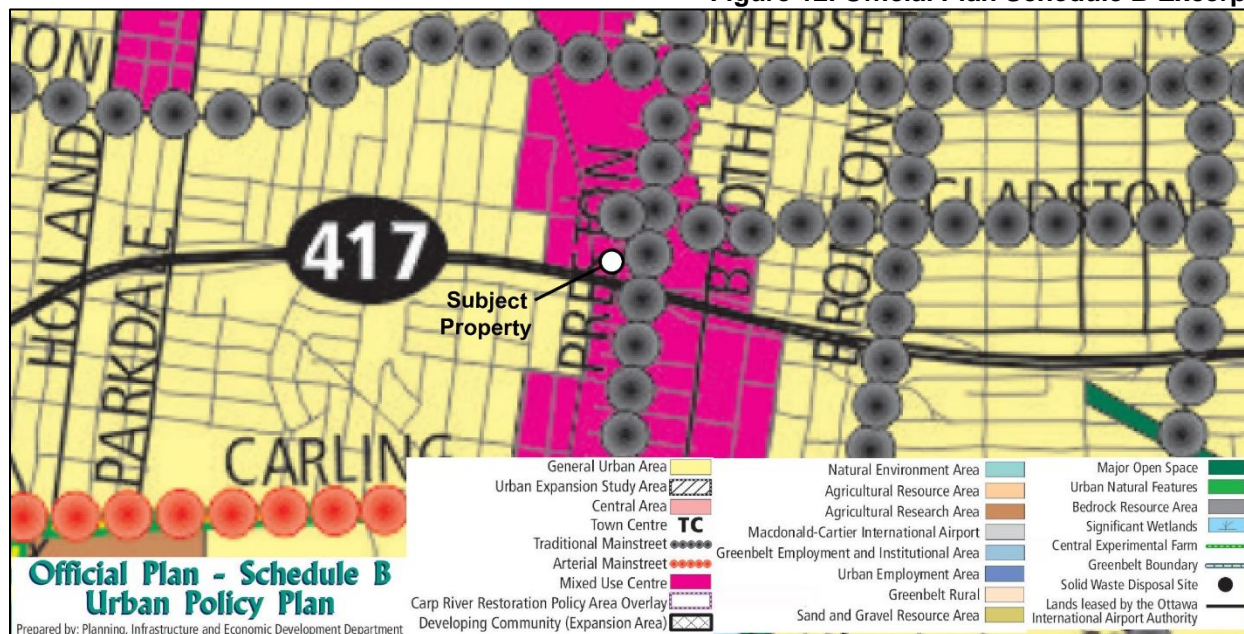 Figure 12: Official Plan Schedule B Excerp
TON
SOMERSET
HOLLAND
PARKDALE
417
PRESTON
BOOTH
BRONSON
GLADSTONE
Subject
Property
CARLING
Official Plan - Schedule B
Urban Policy Plan
Prepared by: Planning, Infrastructure and Economic Development Department
General Urban Area
Urban Expansion Study Area
Central Area
Town Centre TC
Traditional Mainstreet
Arterial Mainstreet
Mixed Use Centre
Carp River Restoration Policy Area Overlay
Developing Community (Expansion Area)
Natural Environment Area
Agricultural Resource Area
Agricultural Research Area
Macdonald-Cartier International Airport
Greenbelt Employment and Institutional Area
Urban Employment Area
Greenbelt Rural
Sand and Gravel Resource Area
Major Open Space
Urban Natural Features
Bedrock Resource Area
Significant Wetlands
Central Experimental Farm
Greenbelt Boundary
Solid Waste Disposal Site
Lands leased by the Ottawa
International Airport Authority